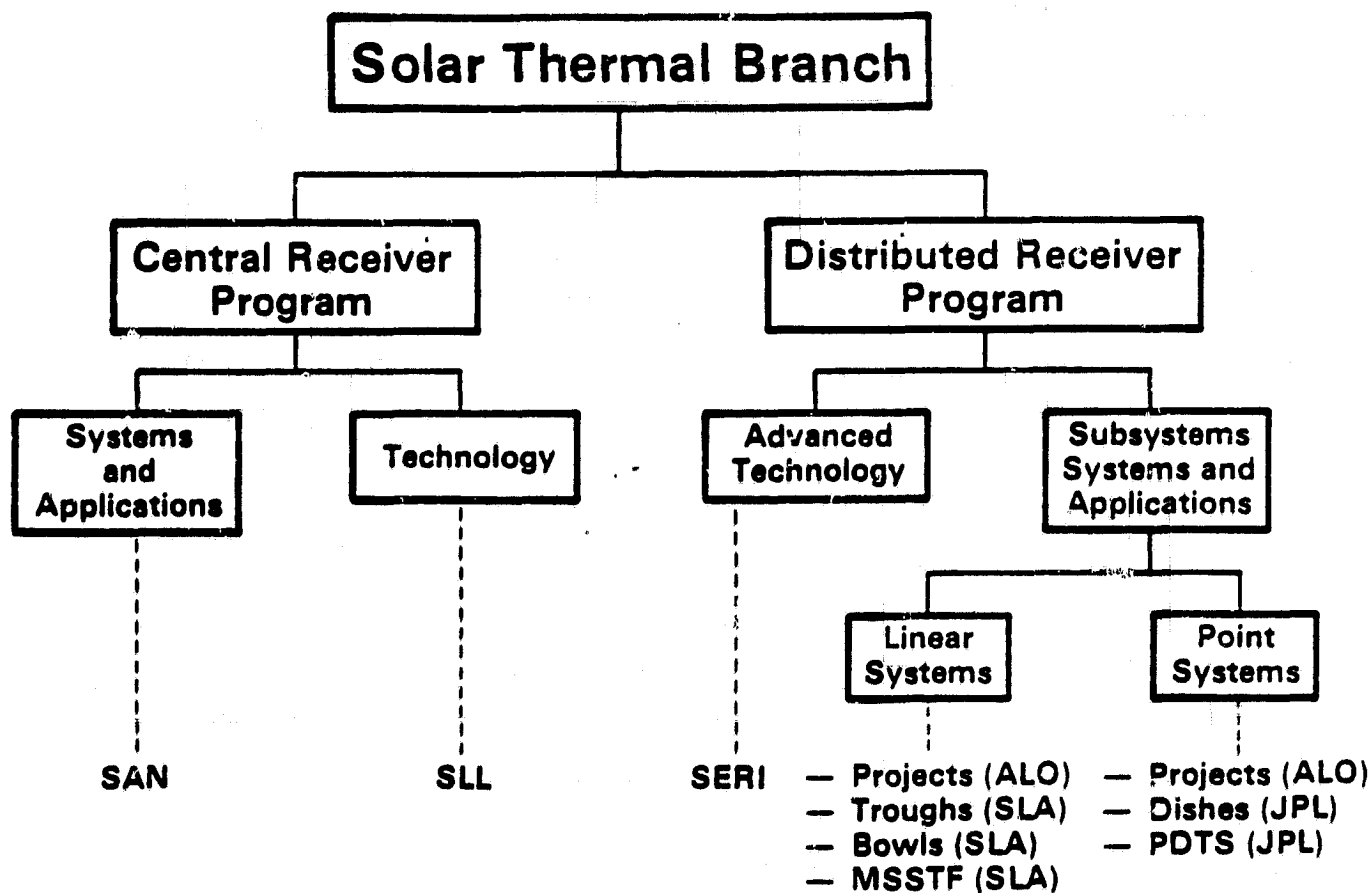 Solar Thermal Branch
Central Receiver
Program
Distributed Receiver
Program
Systems
and
Applications
Technology
Advanced
Technology
Subsystems
Systems and
Applications
Linear
Systems
Point
Systems
SAN
SLL
SERI
— Projects (ALO)
— Troughs (SLA)
— Bowls (SLA)
— MSSTF (SLA)
— Projects (ALO)
— Dishes (JPL)
— PDTS (JPL)